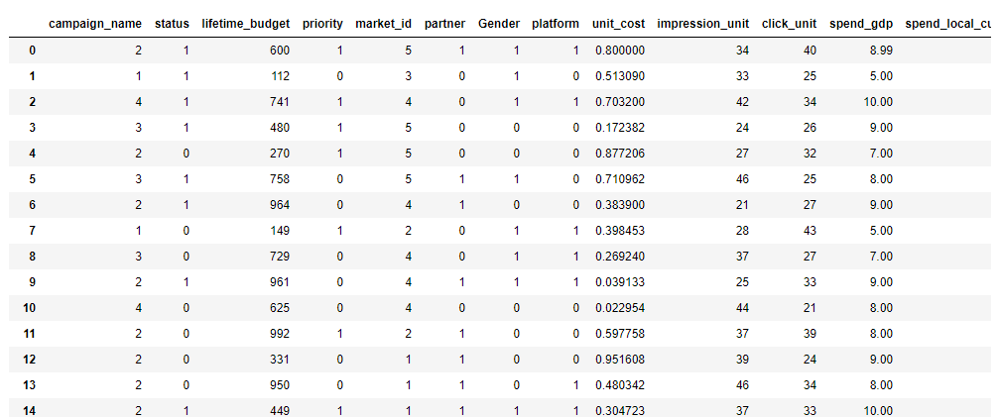 campaign_name status lifetime_budget priority market_id partner Gender platform unit_cost impression_unit click_unit spend_gdp spend_local_cu
0 2 1 600 1 5 1 1 1 0.800000 34 40 8.99
1 1 1 112 0 3 0 1 0 0.513090 33 25 5.00
2 4 1 741 1 4 0 1 1 0.703200 42 34 10.00
3 3 1 480 1 5 0 0 0 0.172382 24 26 9.00
4 2 0 270 1 5 0 0 0 0.877206 27 32 7.00
5 3 1 758 0 5 1 1 0 0.710962 46 25 8.00
6 2 1 964 0 4 1 0 0 0.383900 21 27 9.00
7 1 0 149 1 2 0 1 1 0.398453 28 43 5.00
8 3 0 729 0 4 0 1 1 0.269240 37 27 7.00
9 2 1 961 0 4 1 1 1 0.039133 25 33 9.00
10 4 0 625 0 4 0 0 0 0.022954 44 21 8.00
11 2 0 992 1 2 1 0 0 0.597758 37 39 8.00
12 2 0 331 0 1 1 0 0 0.951608 39 24 9.00
13 2 0 950 0 1 1 0 1 0.480342 46 34 8.00
14 2 1 449 1 1 1 1 1 0.304723 37 33 10.00